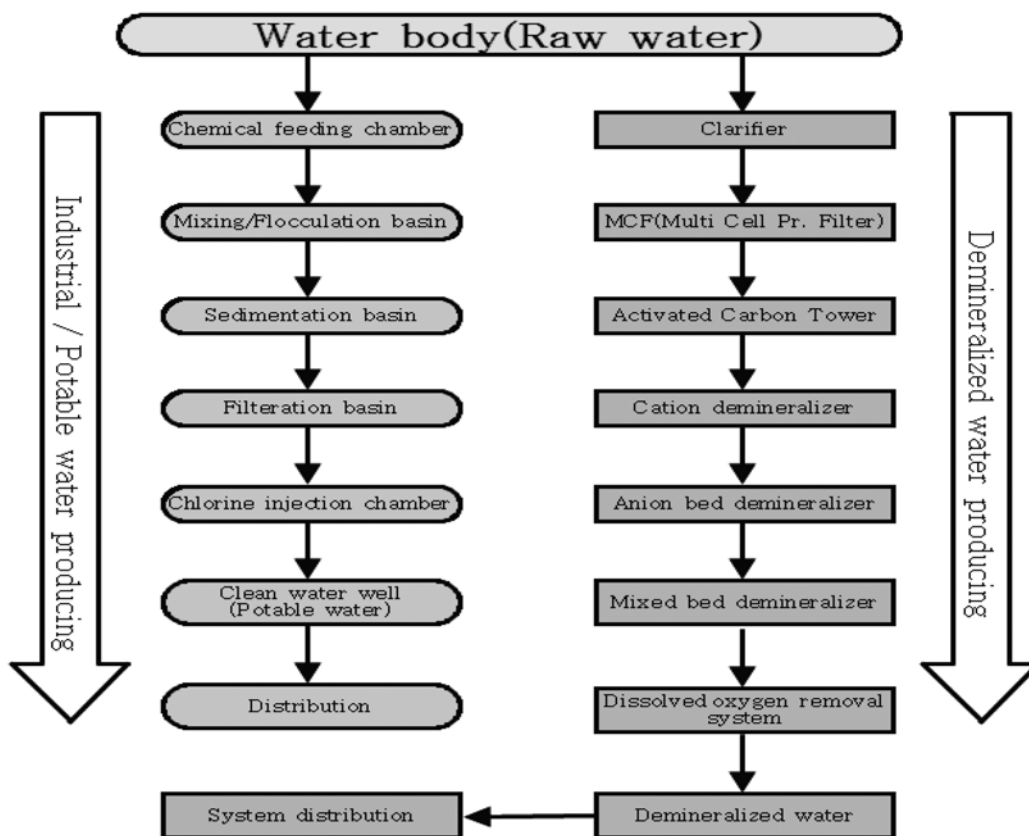 Water body(Raw water)
Industrial / Potable water producing
Chemical feeding chamber
Mixing/Flocculation basin
Sedimentation basin
Filteration basin
Chlorine injection chamber
Clean water well
(Potable water)
Distribution
Clarifier
MCF(Multi Cell Pr. Filter)
Activated Carbon Tower
Cation demineralizer
Anion bed demineralizer
Mixed bed demineralizer
Dissolved oxygen removal
system
Demineralized water
System distribution
Demineralized water producing